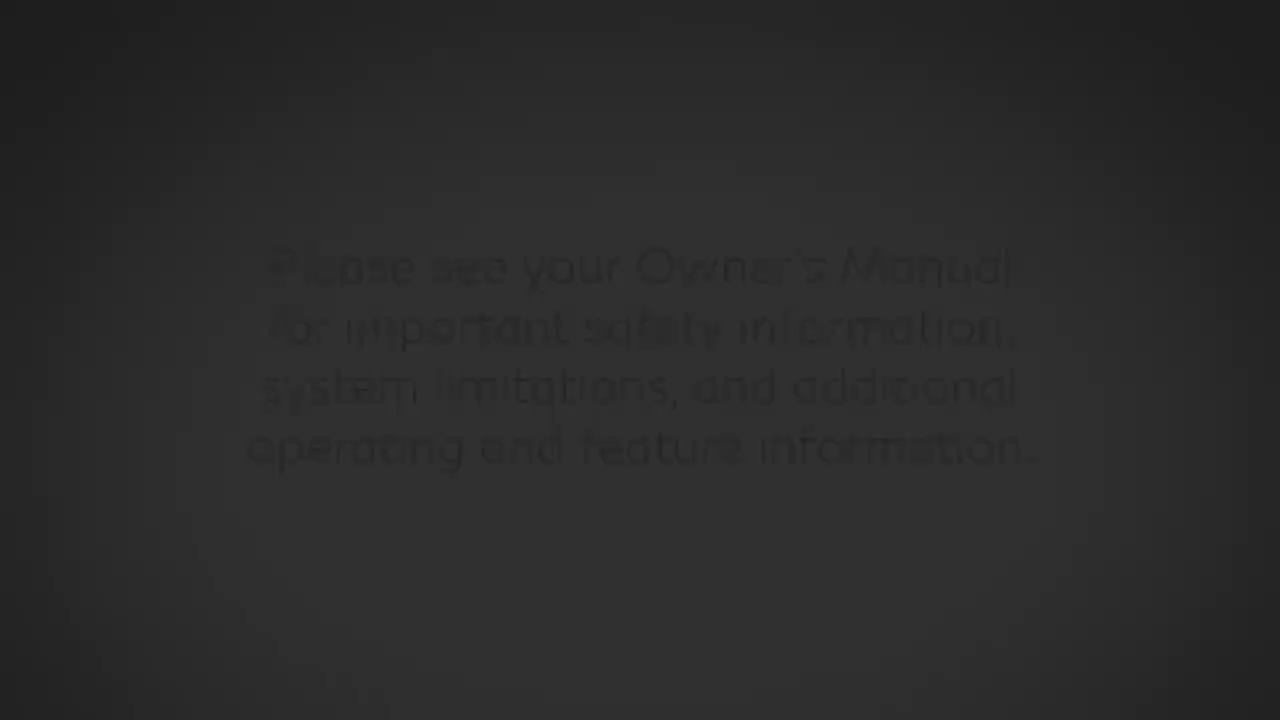 Please see your Owner's Manual
for important safety information,
system limitations, and additional
operating and feature information.